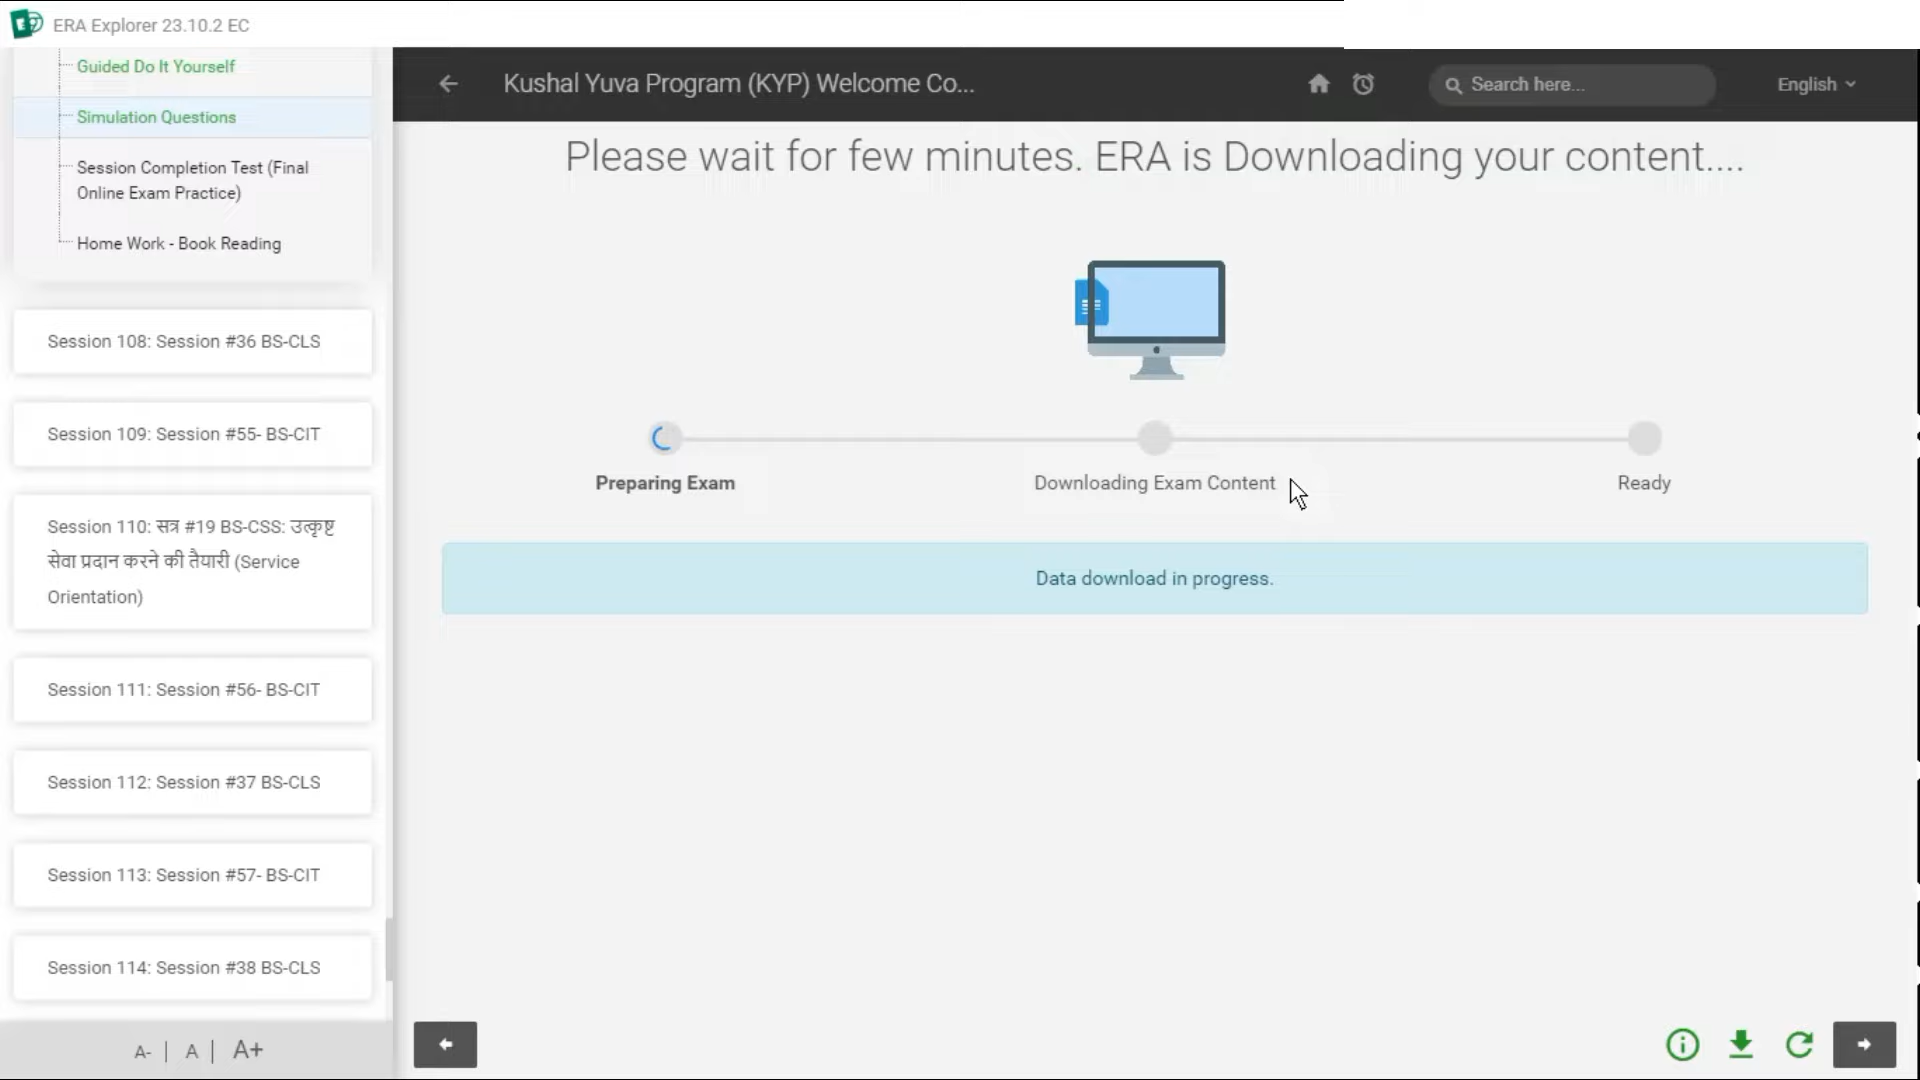 ERA Explorer 23.10.2 EC
Guided Do It Yourself
Simulation Questions
Session Completion Test (Final
Online Exam Practice)
Home Work - Book Reading
Session 108: Session #36 BS-CLS
Session 109: Session #55- BS-CIT
Session 110: सत्र #19 BS-CSS: उत्कृष्ट
सेवा प्रदान करने की तैयारी (Service
Orientation)
Session 111: Session #56- BS-CIT
Session 112: Session #37 BS-CLS
Session 113: Session #57- BS-CIT
Session 114: Session #38 BS-CLS
A- | A | A+
Kushal Yuva Program (KYP) Welcome Co...
Search here...
English
Please wait for few minutes. ERA is Downloading your content....
Preparing Exam
Downloading Exam Content
Ready
Data download in progress.